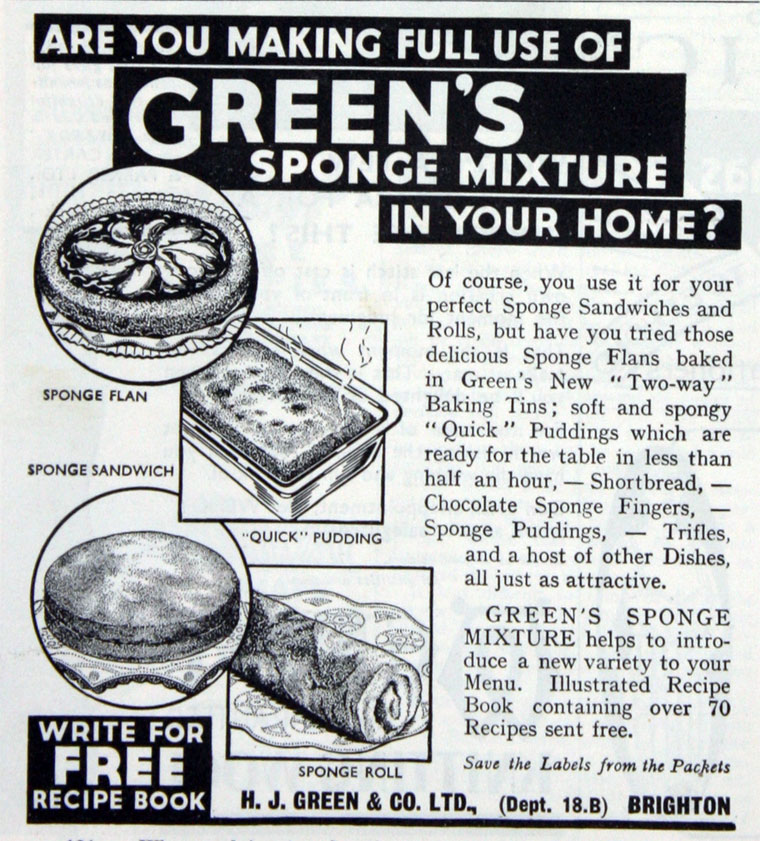 ARE YOU MAKING FULL USE OF
GREEN'S
SPONGE MIXTURE
IN YOUR HOME?
SPONGE FLAN
SPONGE SANDWICH
"QUICK" PUDDING
SPONGE ROLL
Of course, you use it for your
perfect Sponge Sandwiches and
Rolls, but have you tried those
delicious Sponge Flans baked
in Green's New "Two-way"
Baking Tins; soft and spongy
"Quick" Puddings which are
ready for the table in less than
half an hour, — Shortbread, —
Chocolate Sponge Fingers, —
Sponge Puddings, — Trifles,
and a host of other Dishes,
all just as attractive.
GREEN'S SPONGE
MIXTURE helps to intro-
duce a new variety to your
Menu. Illustrated Recipe
Book containing over 70
Recipes sent free.
Save the Labels from the Packets
WRITE FOR
FREE
RECIPE BOOK
H. J. GREEN & CO. LTD., (Dept. 18.B) BRIGHTON